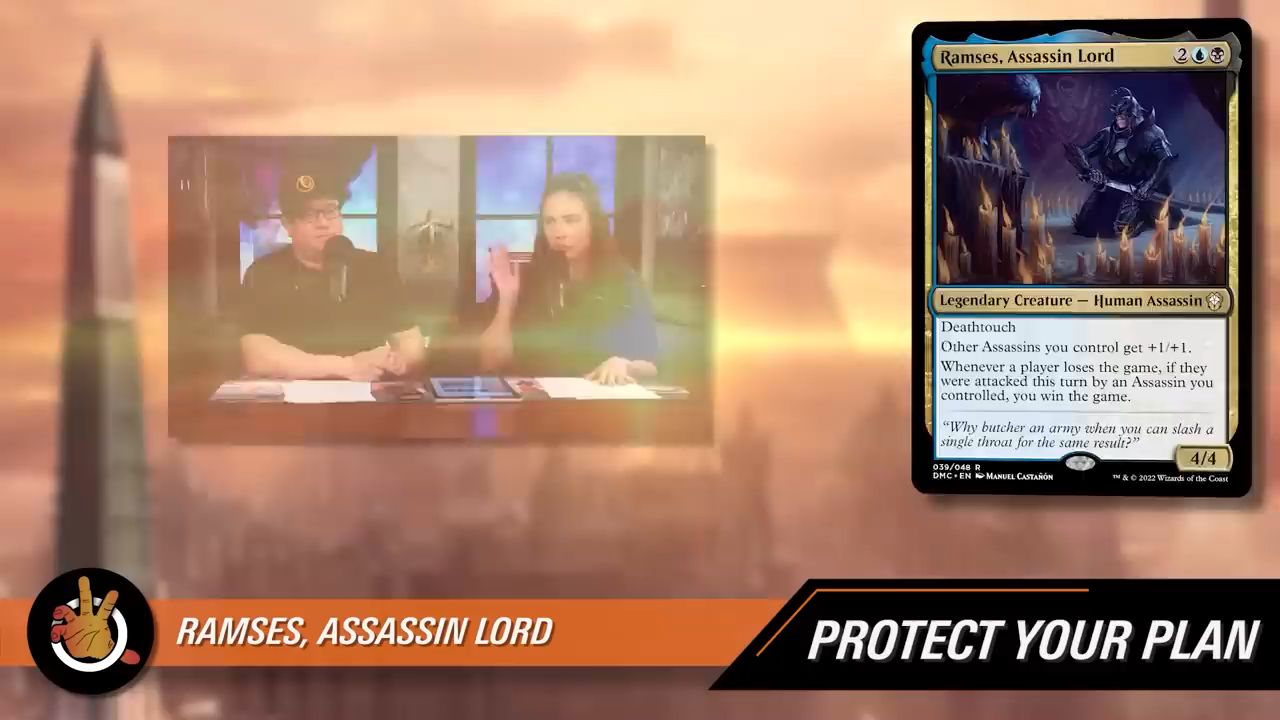 Ramses, Assassin Lord
2
Legendary Creature — Human Assassin
Deathtouch
Other Assassins you control get +1/+1.
Whenever a player loses the game, if they
were attacked this turn by an Assassin you
controlled, you win the game.
"Why butcher an army when you can slash a
single throat for the same result?"
4/4
039/048 R
DMC • EN MANUEL CASTAÑÓN
™ & © 2022 Wizards of the Coast
RAMSES, ASSASSIN LORD
PROTECT YOUR PLAN